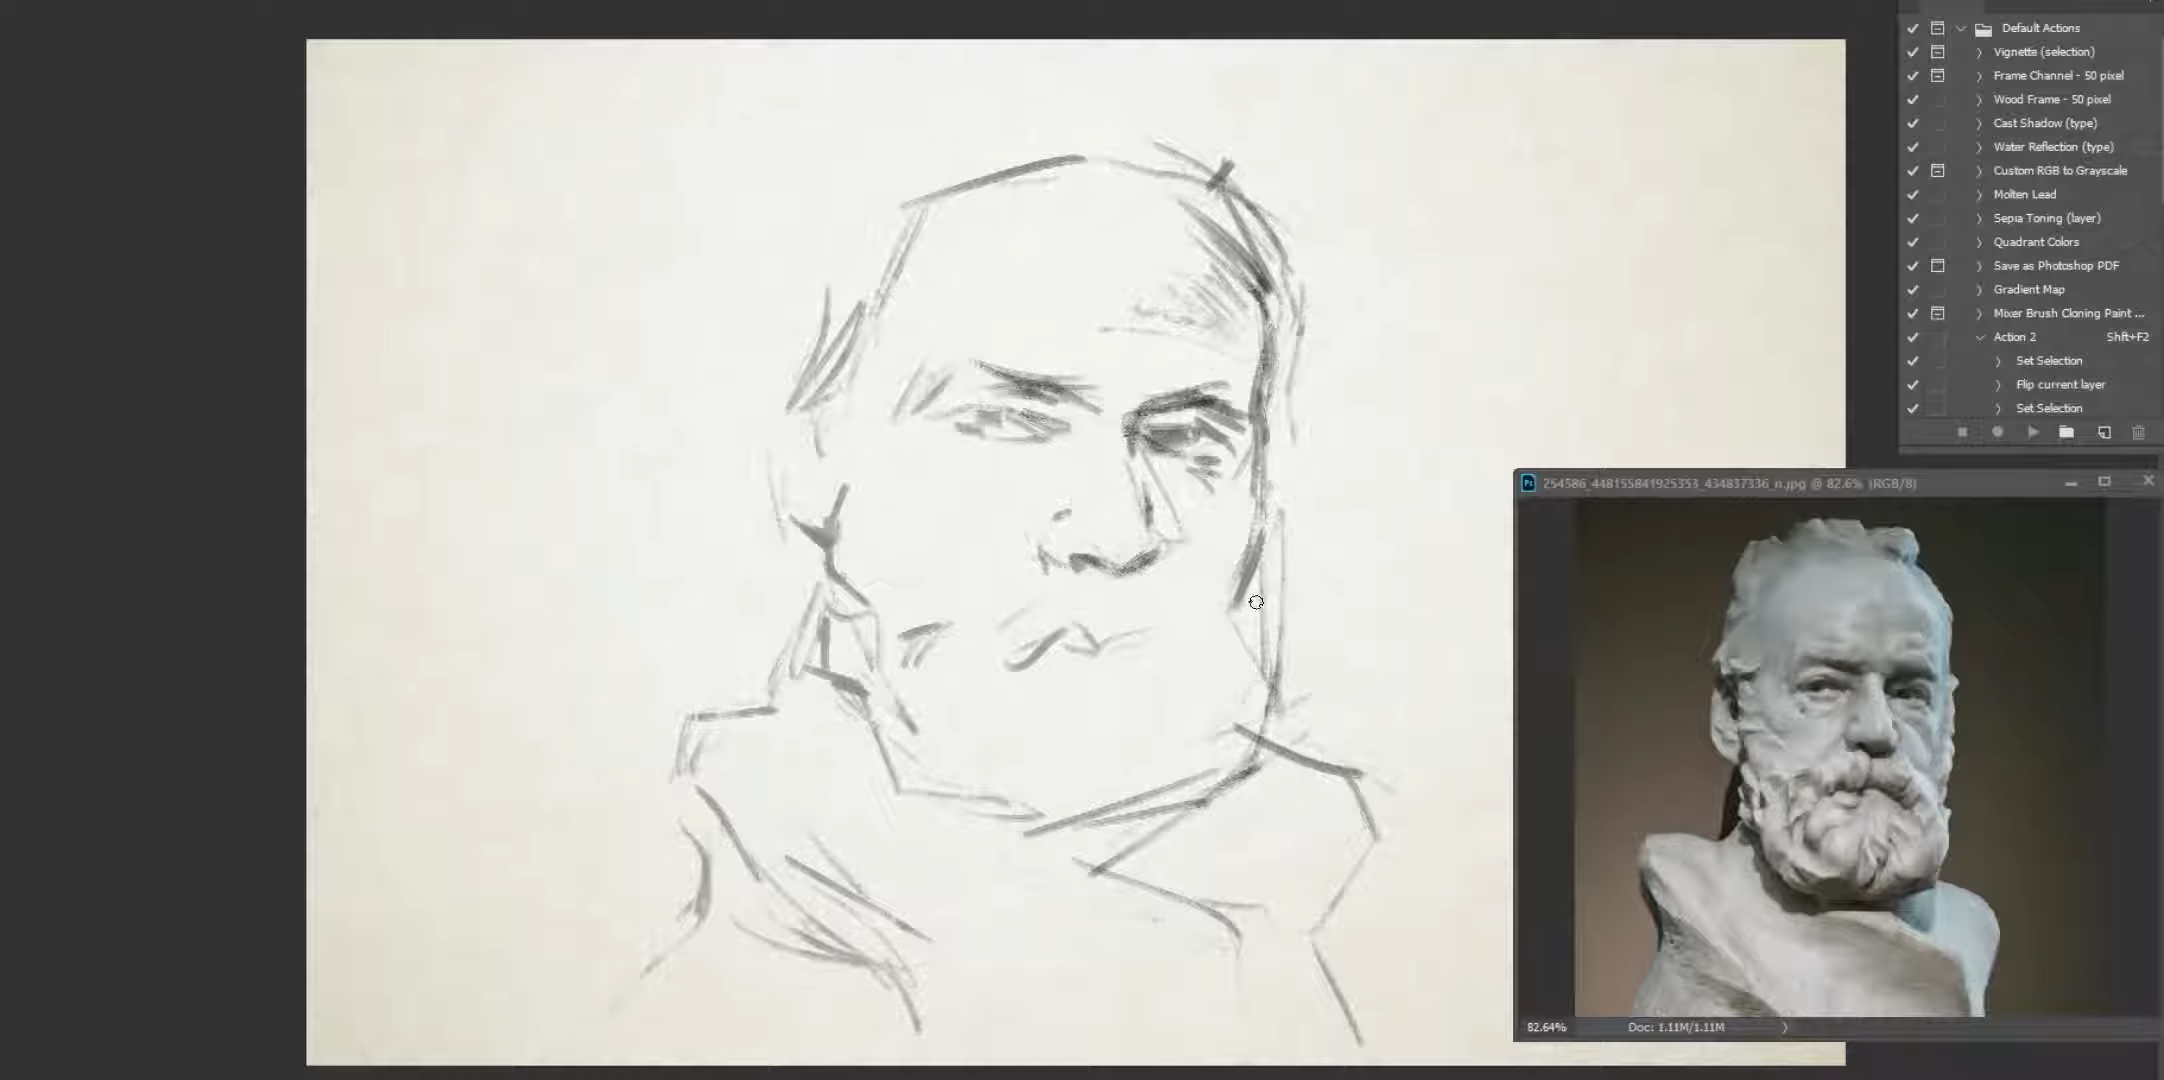 Default Actions
Vignette (selection)
Frame Channel - 50 pixel
Wood Frame - 50 pixel
Cast Shadow (type)
Water Reflection (type)
Custom RGB to Grayscale
Molten Lead
Sepia Toning (layer)
Quadrant Colors
Save as Photoshop PDF
Gradient Map
Mixer Brush Cloning Paint ...
Action 2 Shft+F2
Set Selection
Flip current layer
Set Selection
Ps 254586_448155841925353_434837336_n.jpg @ 82.6% (RGB/8)
82.64% Doc: 1.11M/1.11M